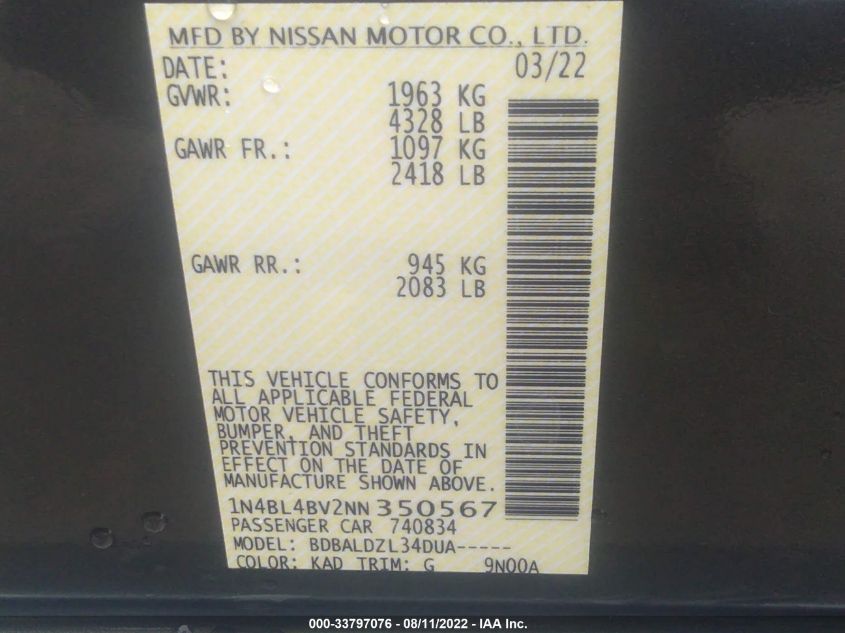 MFD BY NISSAN MOTOR CO., LTD.
DATE: 03/22
GVWR: 1963 KG
4328 LB
GAWR FR.: 1097 KG
2418 LB
GAWR RR.: 945 KG
2083 LB
THIS VEHICLE CONFORMS TO
ALL APPLICABLE FEDERAL
MOTOR VEHICLE SAFETY,
BUMPER, AND THEFT
PREVENTION STANDARDS IN
EFFECT ON THE DATE OF
MANUFACTURE SHOWN ABOVE.
1N4BL4BV2NN350567
PASSENGER CAR 740834
MODEL: BDBALDZL34DUA-----
COLOR: KAD TRIM: G 9N00A
000-33797076 - 08/11/2022 - IAA Inc.